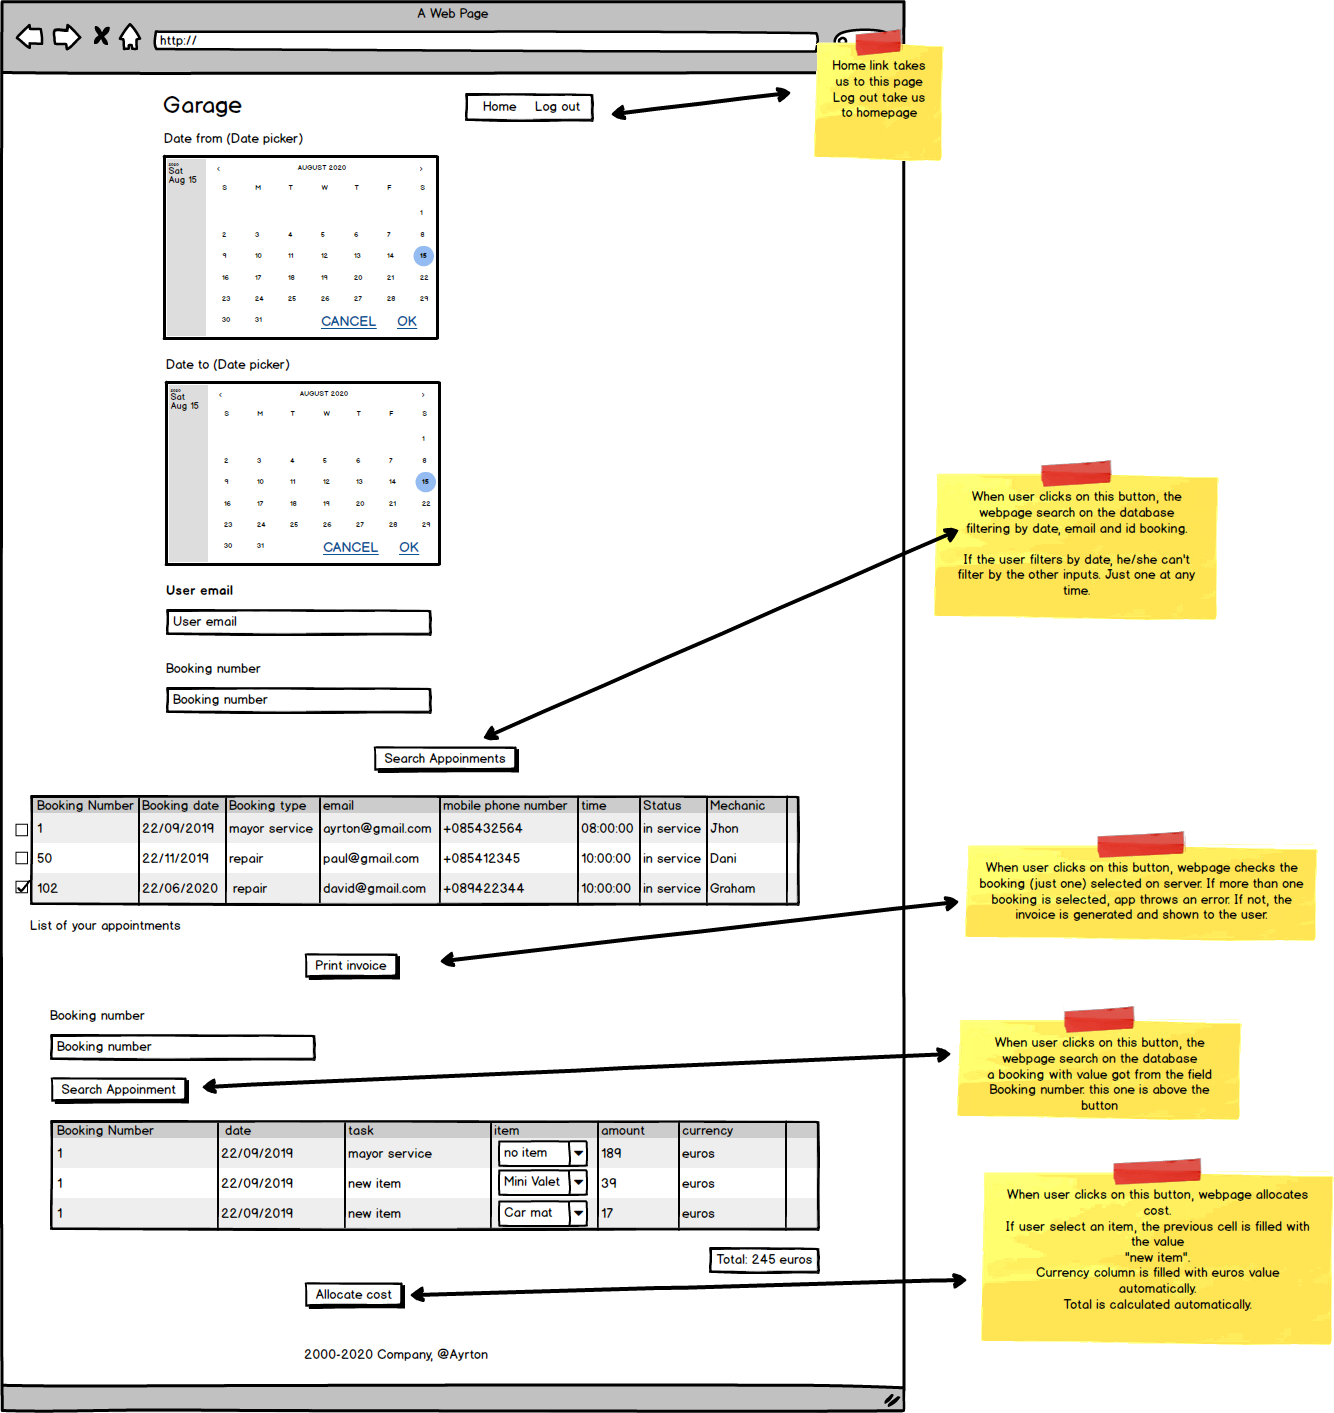 A Web Page
http://
Home link takes
us to this page
Log out take us
to homepage
Garage
Home Log out
Date from (Date picker)
2020
Sat
Aug 15
‹ AUGUST 2020 ›
S M T W T F S
1
2 3 4 5 6 7 8
9 10 11 12 13 14 15
16 17 18 19 20 21 22
23 24 25 26 27 28 29
30 31
CANCEL OK
Date to (Date picker)
2020
Sat
Aug 15
‹ AUGUST 2020 ›
S M T W T F S
1
2 3 4 5 6 7 8
9 10 11 12 13 14 15
16 17 18 19 20 21 22
23 24 25 26 27 28 29
30 31
CANCEL OK
When user clicks on this button, the
webpage search on the database
filtering by date, email and id booking.
If the user filters by date, he/she can't
filter by the other inputs. Just one at any
time.
User email
User email
Booking number
Booking number
Search Appoinments
Booking Number Booking date Booking type email mobile phone number time Status Mechanic
1 22/09/2019 mayor service ayrton@gmail.com +085432564 08:00:00 in service Jhon
50 22/11/2019 repair paul@gmail.com +085412345 10:00:00 in service Dani
102 22/06/2020 repair david@gmail.com +089422344 10:00:00 in service Graham
List of your appointments
When user clicks on this button, webpage checks the
booking (just one) selected on server. If more than one
booking is selected, app throws an error. If not, the
invoice is generated and shown to the user.
Print invoice
Booking number
Booking number
Search Appoinment
When user clicks on this button, the
webpage search on the database
a booking with value got from the field
Booking number. this one is above the
button
Booking Number date task item amount currency
1 22/09/2019 mayor service no item 189 euros
1 22/09/2019 new item Mini Valet 39 euros
1 22/09/2019 new item Car mat 17 euros
Total: 245 euros
Allocate cost
When user clicks on this button, webpage allocates
cost.
If user select an item, the previous cell is filled with
the value
"new item".
Currency column is filled with euros value
automatically.
Total is calculated automatically.
2000-2020 Company, @Ayrton